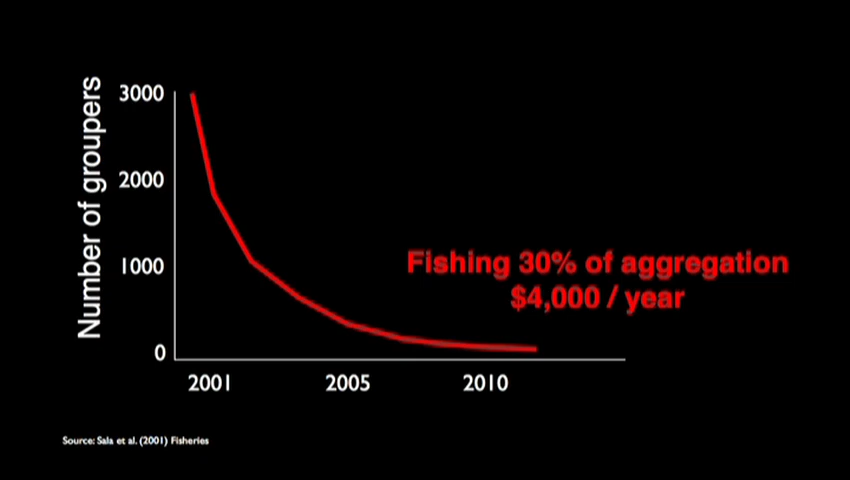 Number of groupers
3000
2000
1000
0
Fishing 30% of aggregation
$4,000 / year
2001
2005
2010
Source: Sala et al. (2001) Fisheries